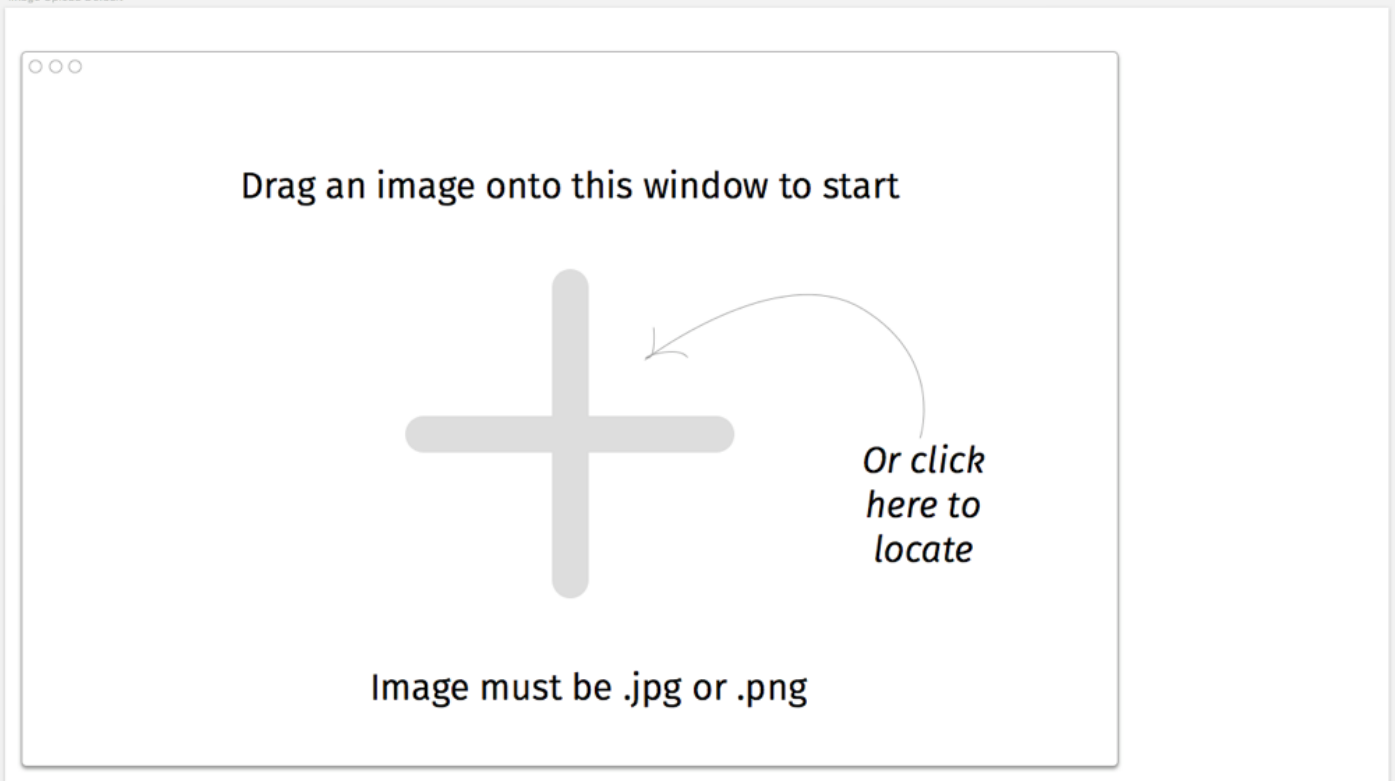 Drag an image onto this window to start
Or click
here to
locate
Image must be .jpg or .png